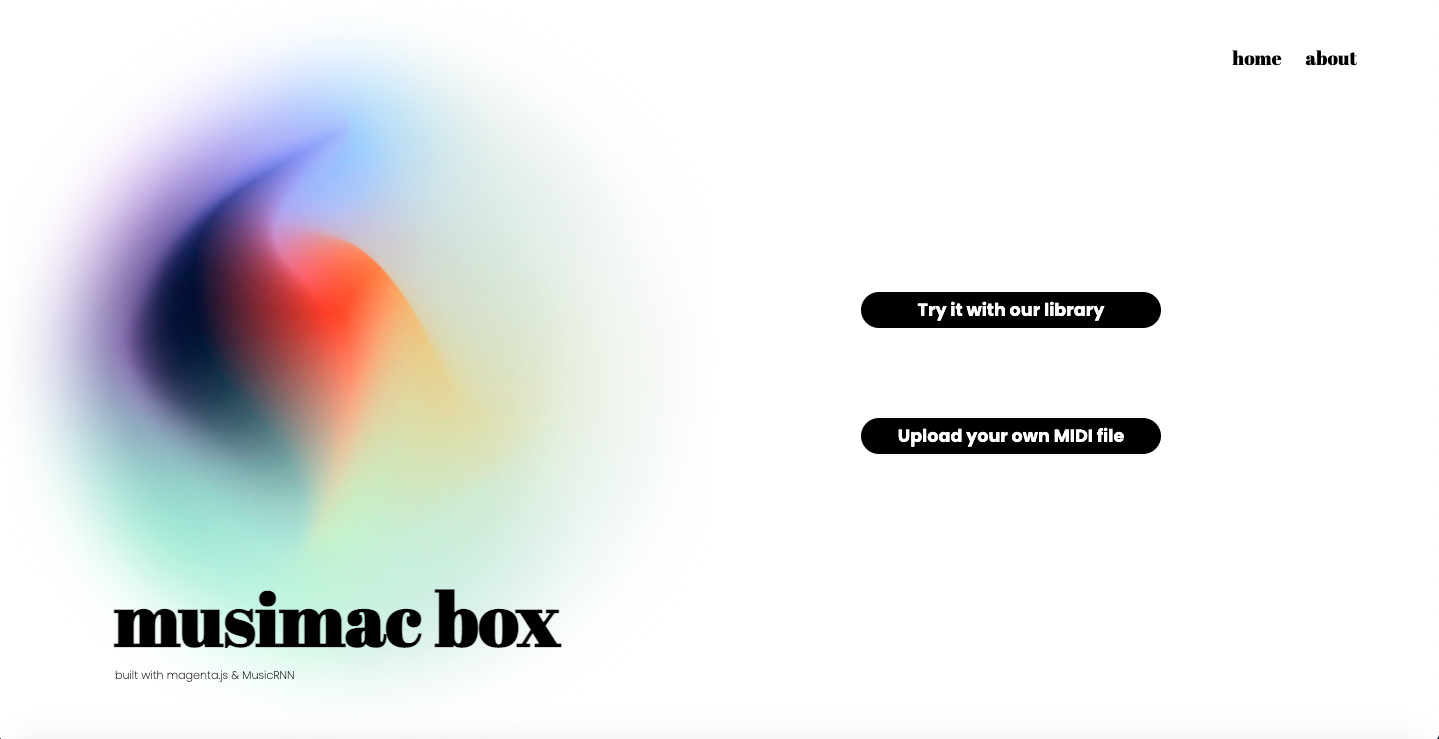 home about
Try it with our library
Upload your own MIDI file
musimac box
built with magenta.js & MusicRNN